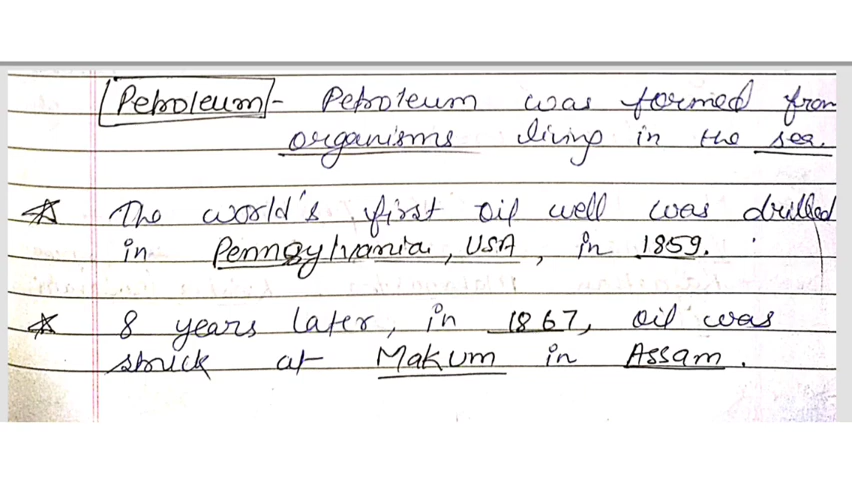 Petroleum - Petroleum was formed from
organisms living in the sea.
The world's first oil well was drilled
in Pennsylvania, USA, in 1859.
8 years later, in 1867, oil was
struck at Makum in Assam.